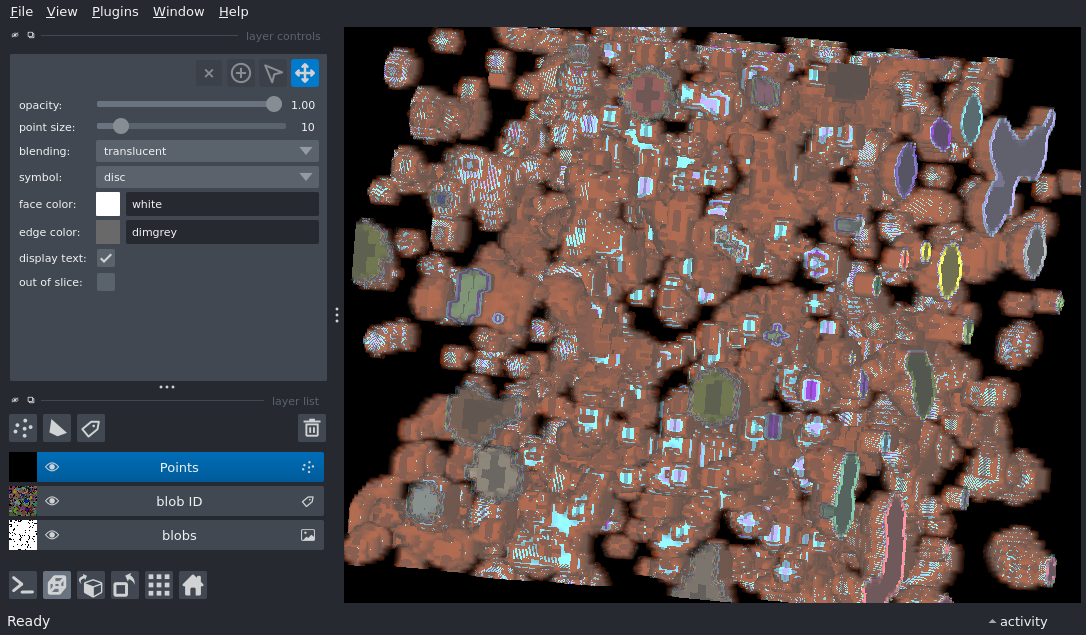 File View Plugins Window Help
layer controls
opacity: 1.00
point size: 10
blending: translucent
symbol: disc
face color: white
edge color: dimgrey
display text:
out of slice:
layer list
Points
blob ID
blobs
Ready
activity